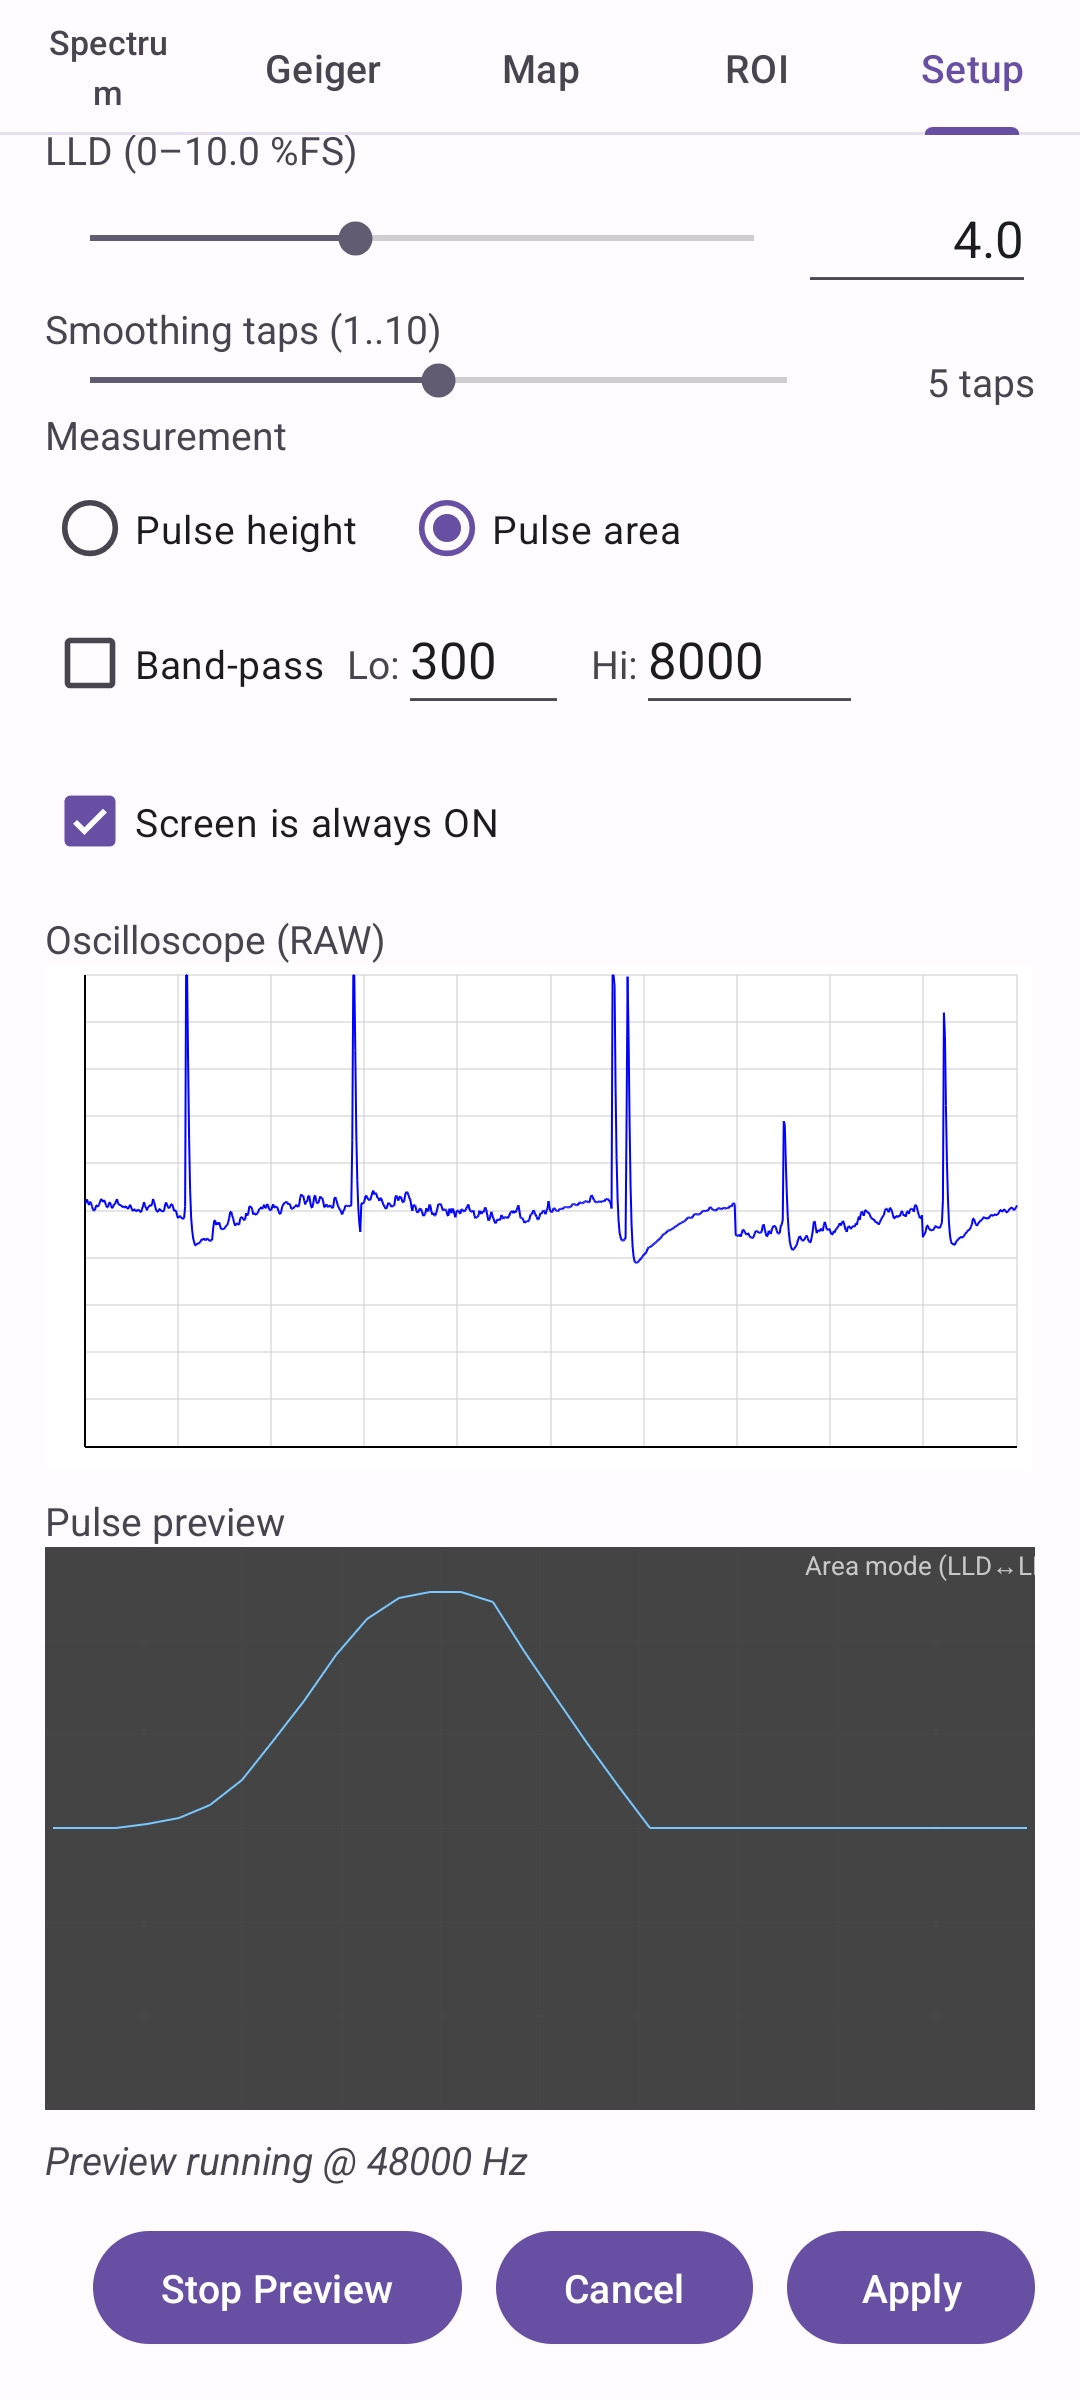 Spectru
m
Geiger
Map
ROI
Setup
LLD (0–10.0 %FS)
4.0
Smoothing taps (1..10)
5 taps
Measurement
Pulse height
Pulse area
Band-pass Lo: 300 Hi: 8000
Screen is always ON
Oscilloscope (RAW)
Pulse preview
Area mode (LLD↔Ll
Preview running @ 48000 Hz
Stop Preview
Cancel
Apply